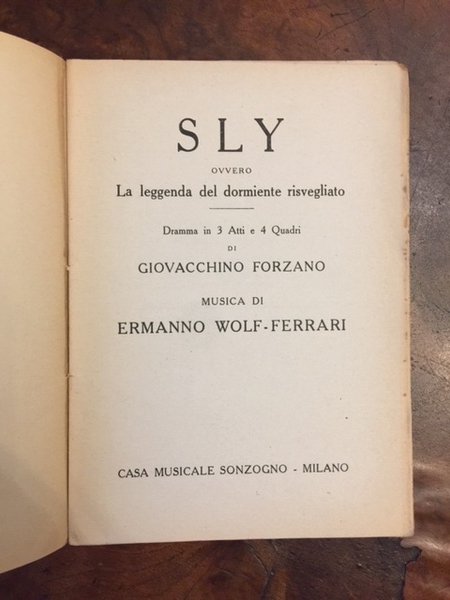 SLY
OVVERO
La leggenda del dormiente risvegliato
Dramma in 3 Atti e 4 Quadri
DI
GIOVACCHINO FORZANO
MUSICA DI
ERMANNO WOLF-FERRARI
CASA MUSICALE SONZOGNO - MILANO